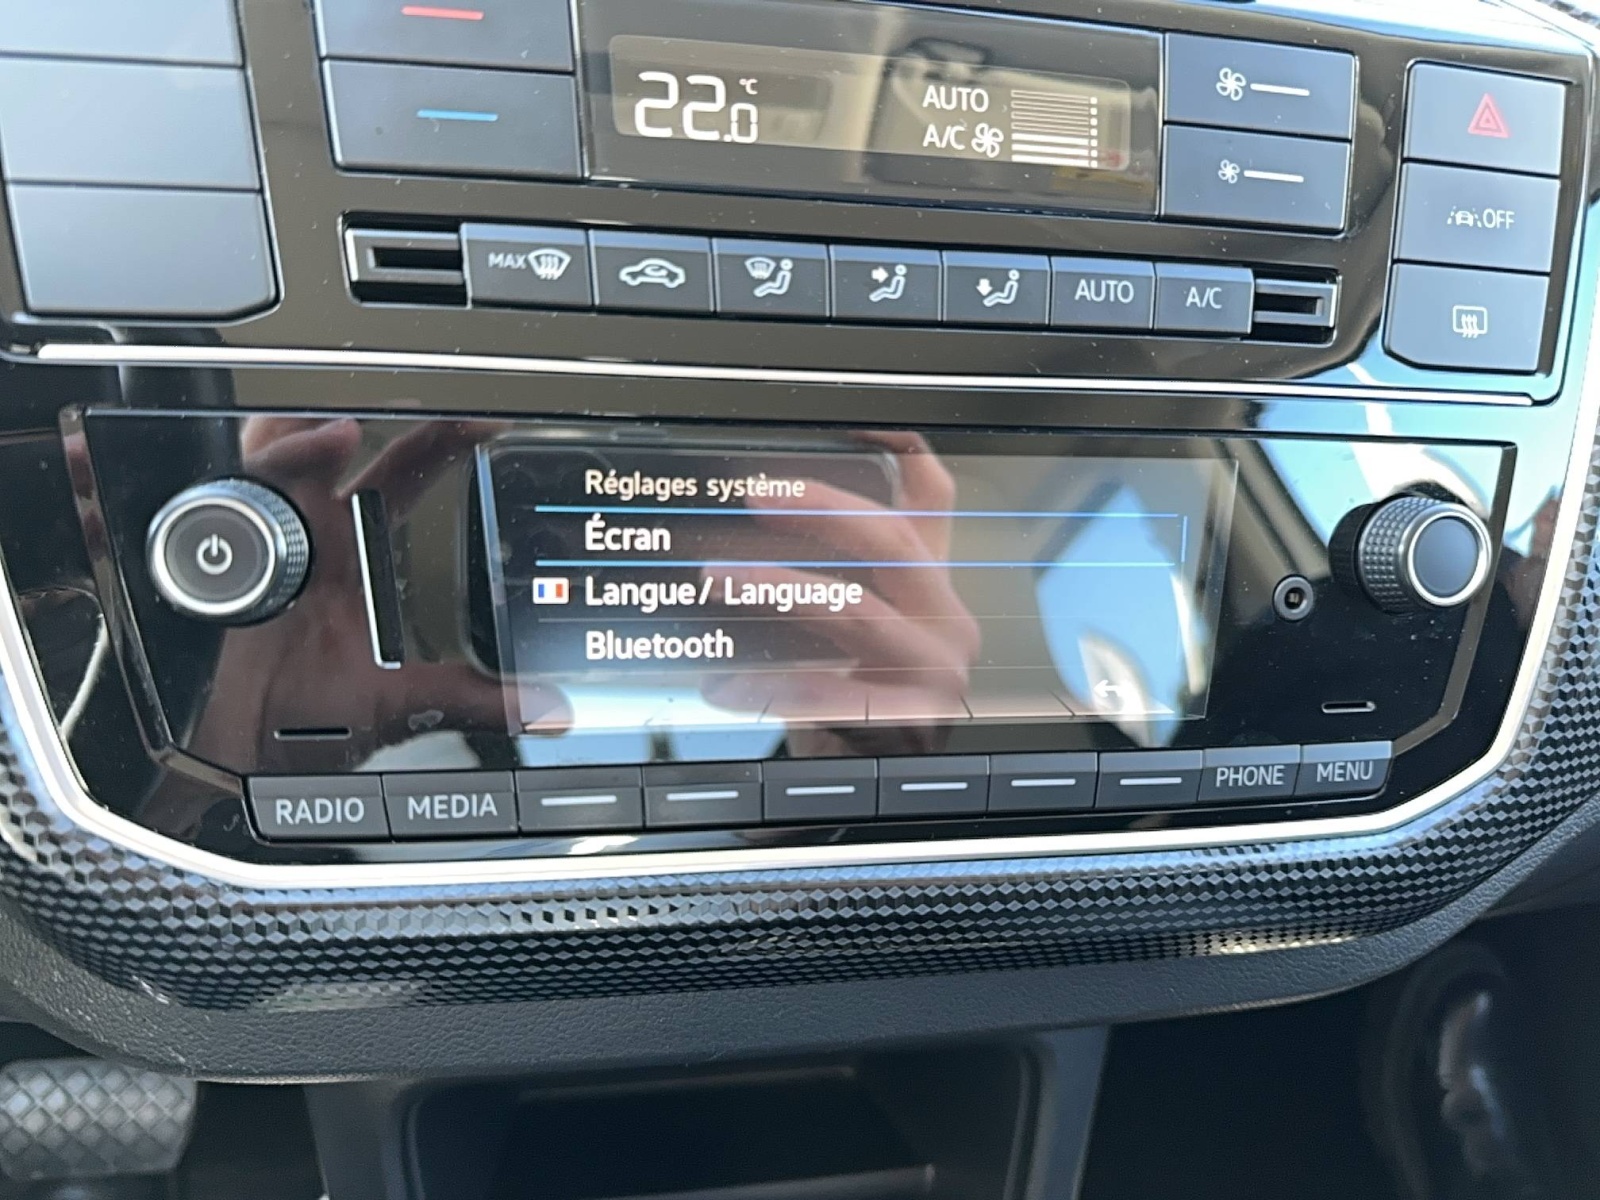 22.0 °C
AUTO
A/C
OFF
MAX
AUTO
A/C
Réglages système
Écran
Langue / Language
Bluetooth
RADIO
MEDIA
PHONE
MENU